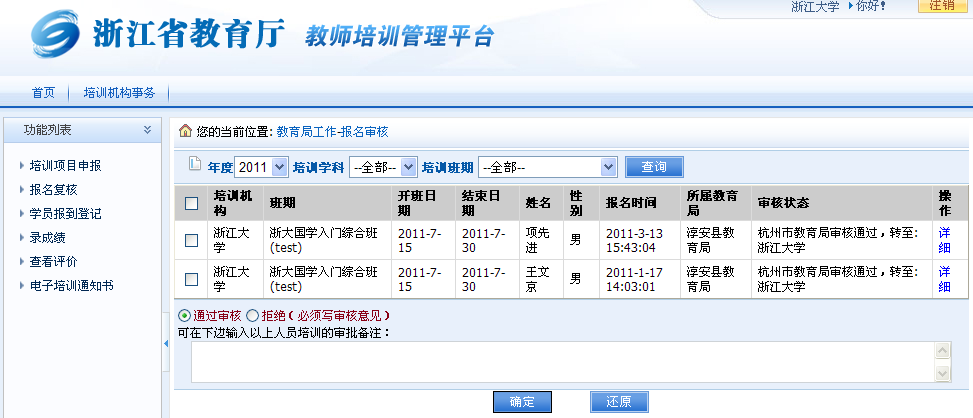 浙江大学 你好! 注销
浙江省教育厅 教师培训管理平台
首页 培训机构事务
功能列表
培训项目申报
报名复核
学员报到登记
录成绩
查看评价
电子培训通知书
您的当前位置: 教育局工作-报名审核
年度 2011 培训学科 --全部-- 培训班期 --全部-- 查询
培训机构 班期 开班日期 结束日期 姓名 性别 报名时间 所属教育局 审核状态 操作
浙江大学 浙大国学入门综合班(test) 2011-7-15 2011-7-30 项先进 男 2011-3-13 15:43:04 淳安县教育局 杭州市教育局审核通过，转至:浙江大学 详细
浙江大学 浙大国学入门综合班(test) 2011-7-15 2011-7-30 王文京 男 2011-1-17 14:03:01 淳安县教育局 杭州市教育局审核通过，转至:浙江大学 详细
通过审核 拒绝(必须写审核意见)
可在下边输入以上人员培训的审批备注:
确定 还原